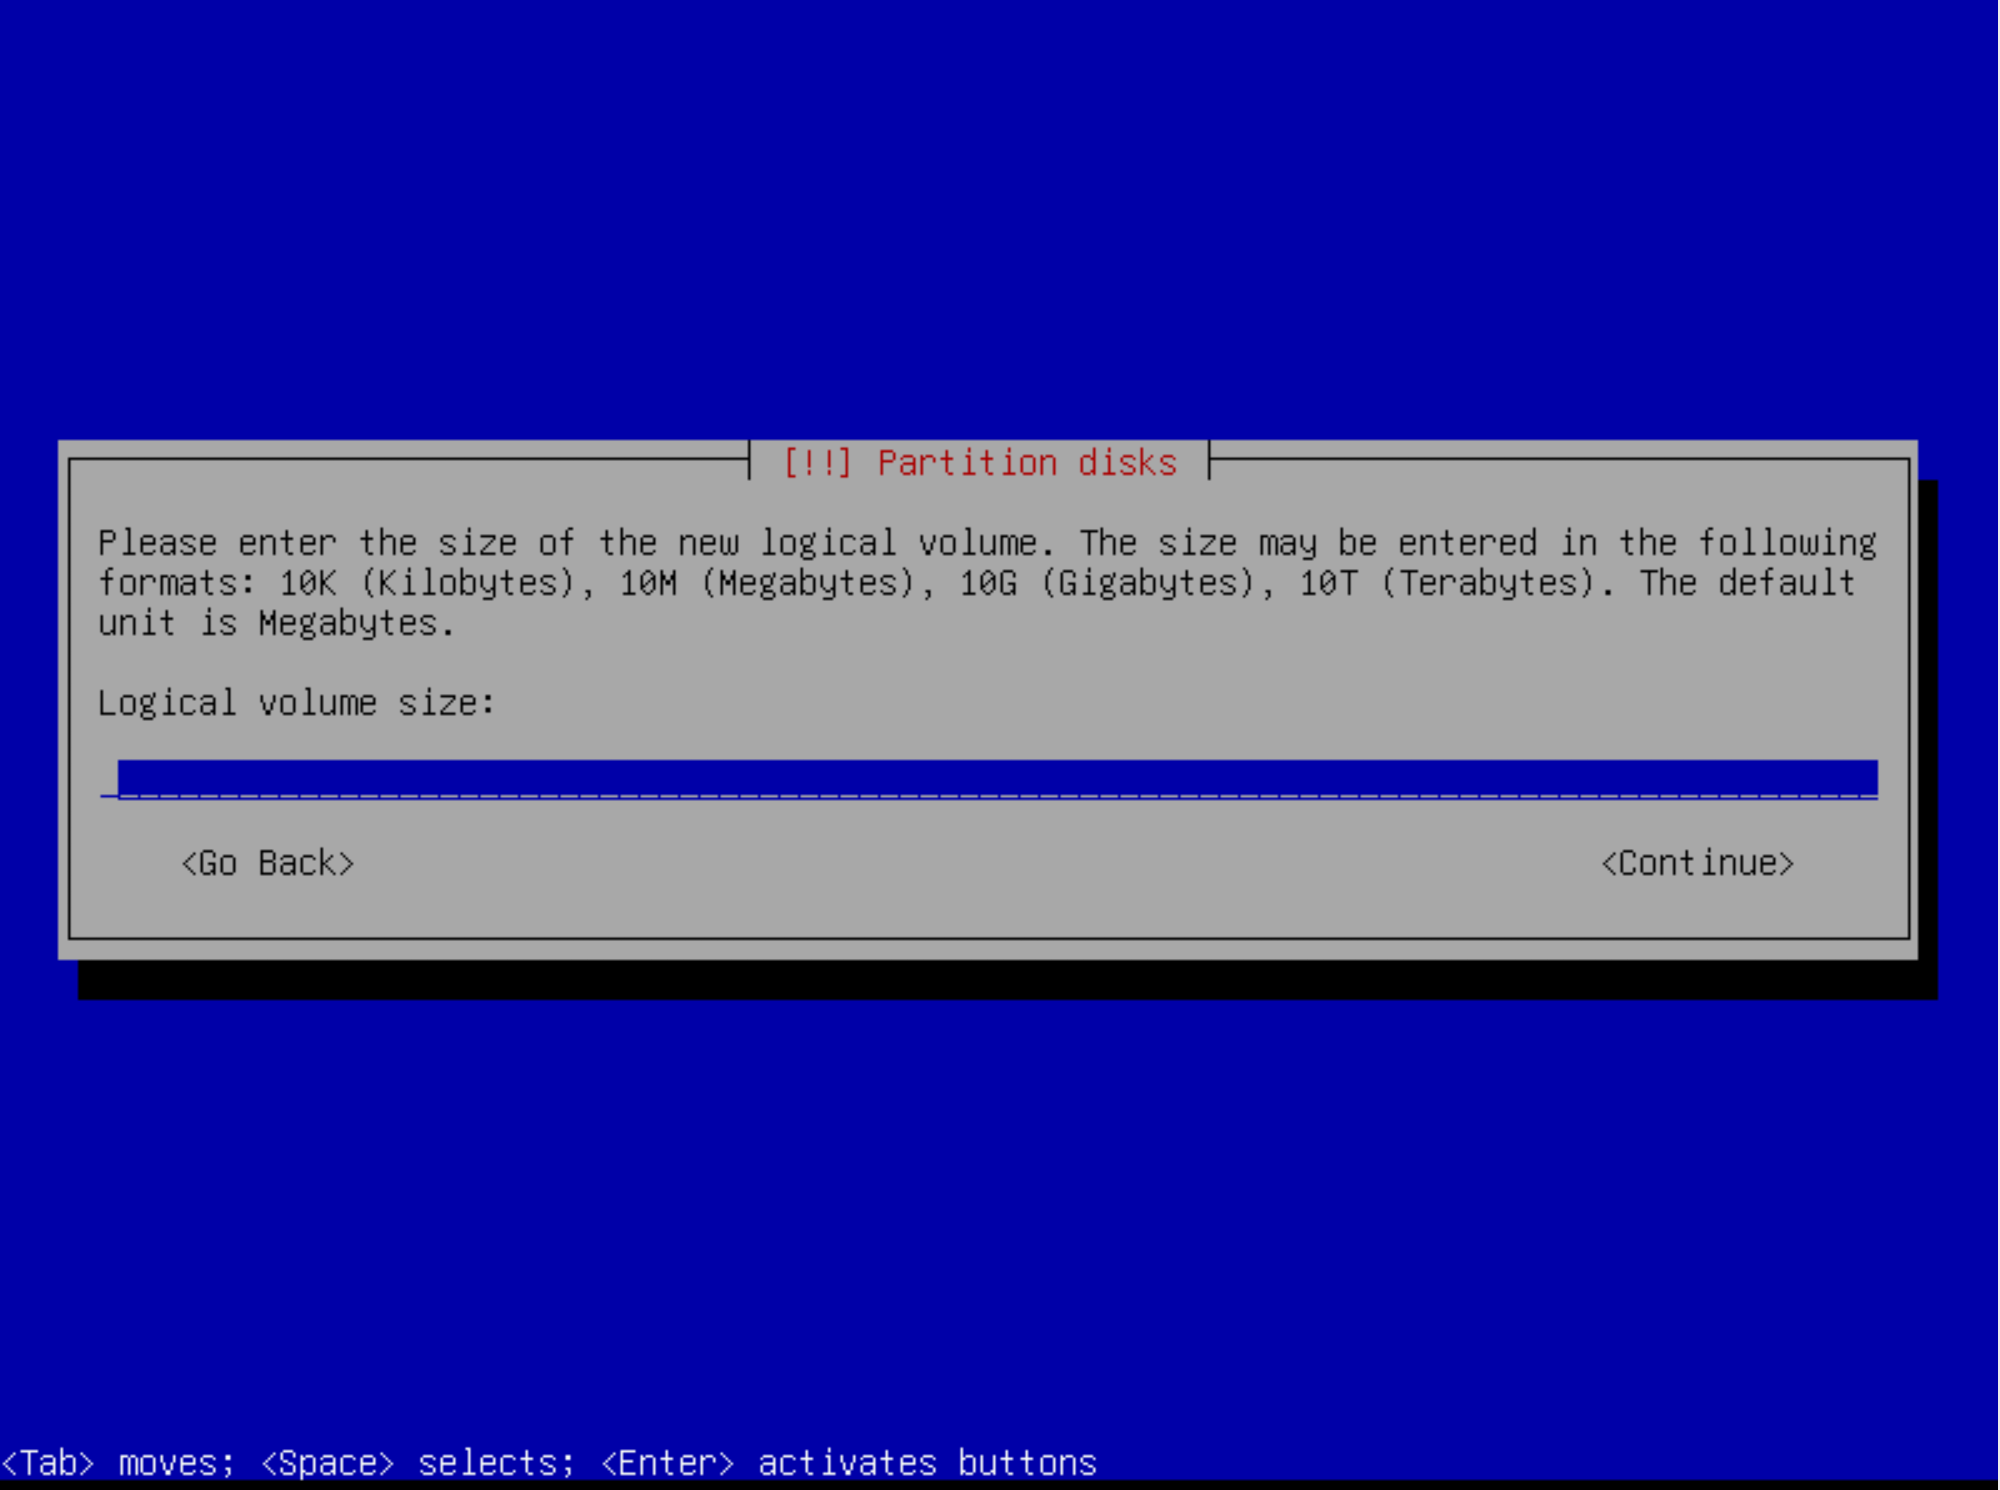 [!!] Partition disks
Please enter the size of the new logical volume. The size may be entered in the following
formats: 10K (Kilobytes), 10M (Megabytes), 10G (Gigabytes), 10T (Terabytes). The default
unit is Megabytes.
Logical volume size:
<Go Back> <Continue>
<Tab> moves; <Space> selects; <Enter> activates buttons